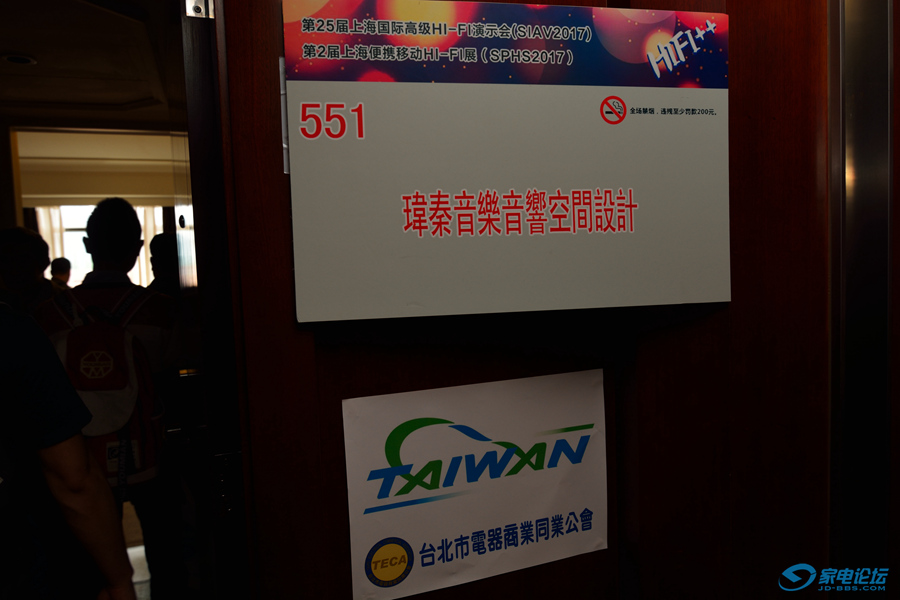 第25届上海国际高级HI-FI演示会(SIAV2017)
第2届上海便携移动HI-FI展（SPHS2017）
HIFI++
551
全场禁烟，违规至少罚款200元。
瑋秦音樂音響空間設計
TAIWAN
TECA
台北市電器商業同業公會
家电论坛
JD-BBS.COM